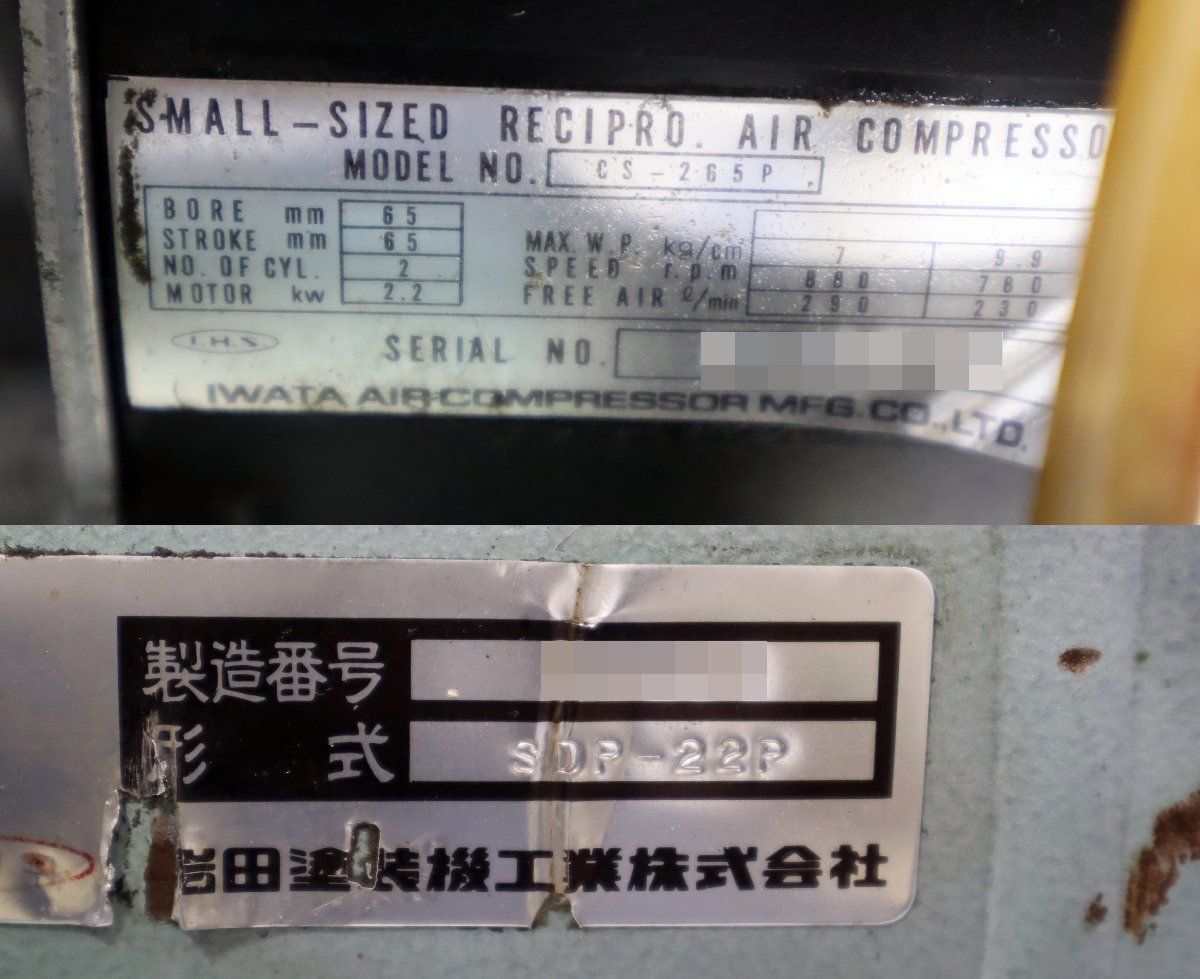 SMALL-SIZED RECIPRO. AIR COMPRESSO
MODEL NO. CS-265P
BORE mm 65
STROKE mm 65
NO. OF CYL. 2
MOTOR kw 2.2
MAX. W.P. kg/cm² 7 99
SPEED r.p.m 880 780
FREE AIR ℓ/min 290 230
I.H.S
SERIAL NO.
IWATA AIR COMPRESSOR MFG. CO., LTD.
製造番号
形式 SDP-22P
岩田塗装機工業株式会社